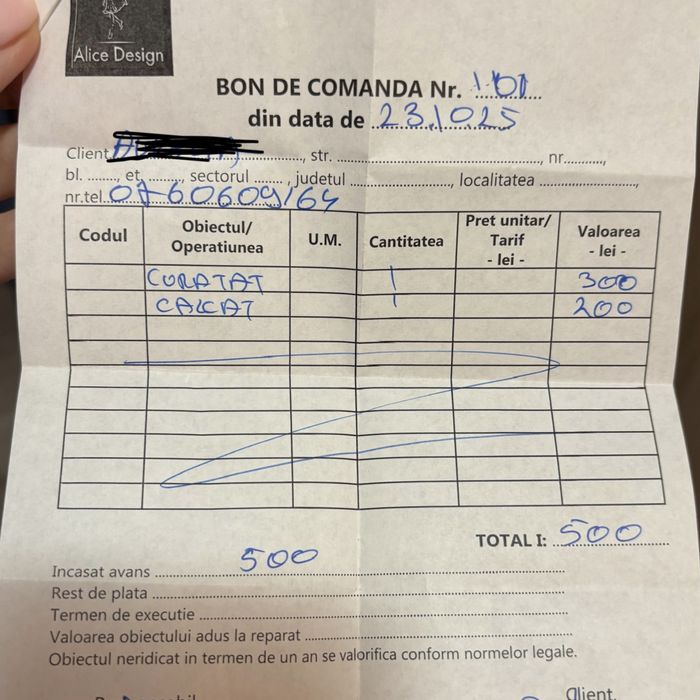 Alice Design
BON DE COMANDA Nr. 101
din data de 23.10.25
Client, str. nr.
bl. , et. , sectorul , judetul , localitatea ,
nr.tel. 0760609164
Codul Obiectul/ Operatiunea U.M. Cantitatea Pret unitar/ Tarif - lei - Valoarea - lei -
CURATAT 1 300
CALCAT 1 200
TOTAL I: 500
Incasat avans 500
Rest de plata
Termen de executie
Valoarea obiectului adus la reparat
Obiectul neridicat in termen de un an se valorifica conform normelor legale.
Client,